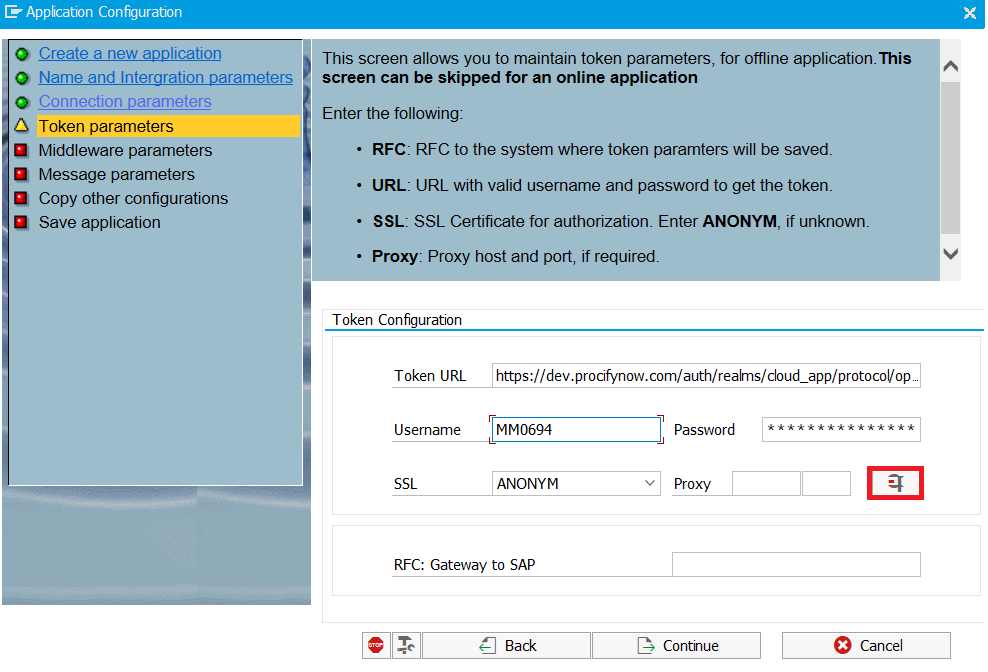 Application Configuration
Create a new application
Name and Intergration parameters
Connection parameters
Token parameters
Middleware parameters
Message parameters
Copy other configurations
Save application
This screen allows you to maintain token parameters, for offline application.This
screen can be skipped for an online application
Enter the following:
• RFC: RFC to the system where token paramters will be saved.
• URL: URL with valid username and password to get the token.
• SSL: SSL Certificate for authorization. Enter ANONYM, if unknown.
• Proxy: Proxy host and port, if required.
Token Configuration
Token URL https://dev.procifynow.com/auth/realms/cloud_app/protocol/op...
Username MM0694 Password ***************
SSL ANONYM Proxy
RFC: Gateway to SAP
STOP Back Continue Cancel